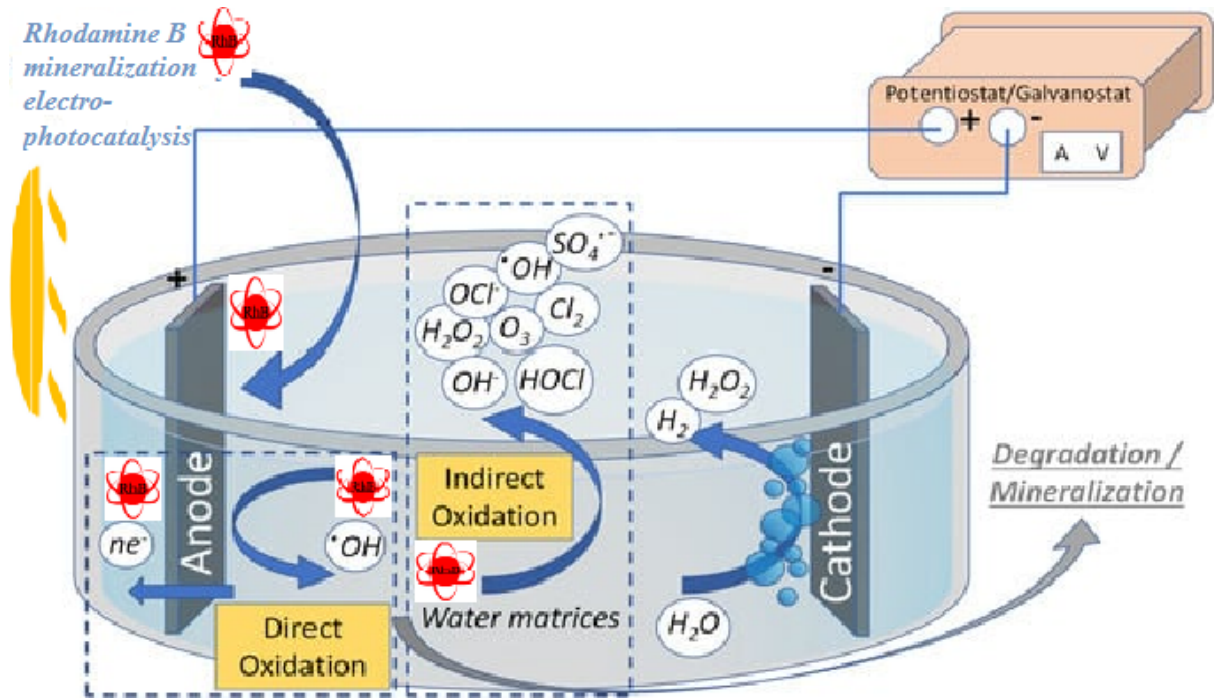 Rhodamine B
mineralization
electro-
photocatalysis
RhB
Potentiostat/Galvanostat
+
-
A V
+
-
RhB
SO₄•⁻
•OH
OCl⁻
Cl₂
H₂O₂
O₃
OH⁻
HOCl
H₂O₂
H₂
Anode
Cathode
RhB
RhB
ne⁻
•OH
Direct
Oxidation
Indirect
Oxidation
Water matrices
H₂O
Degradation /
Mineralization